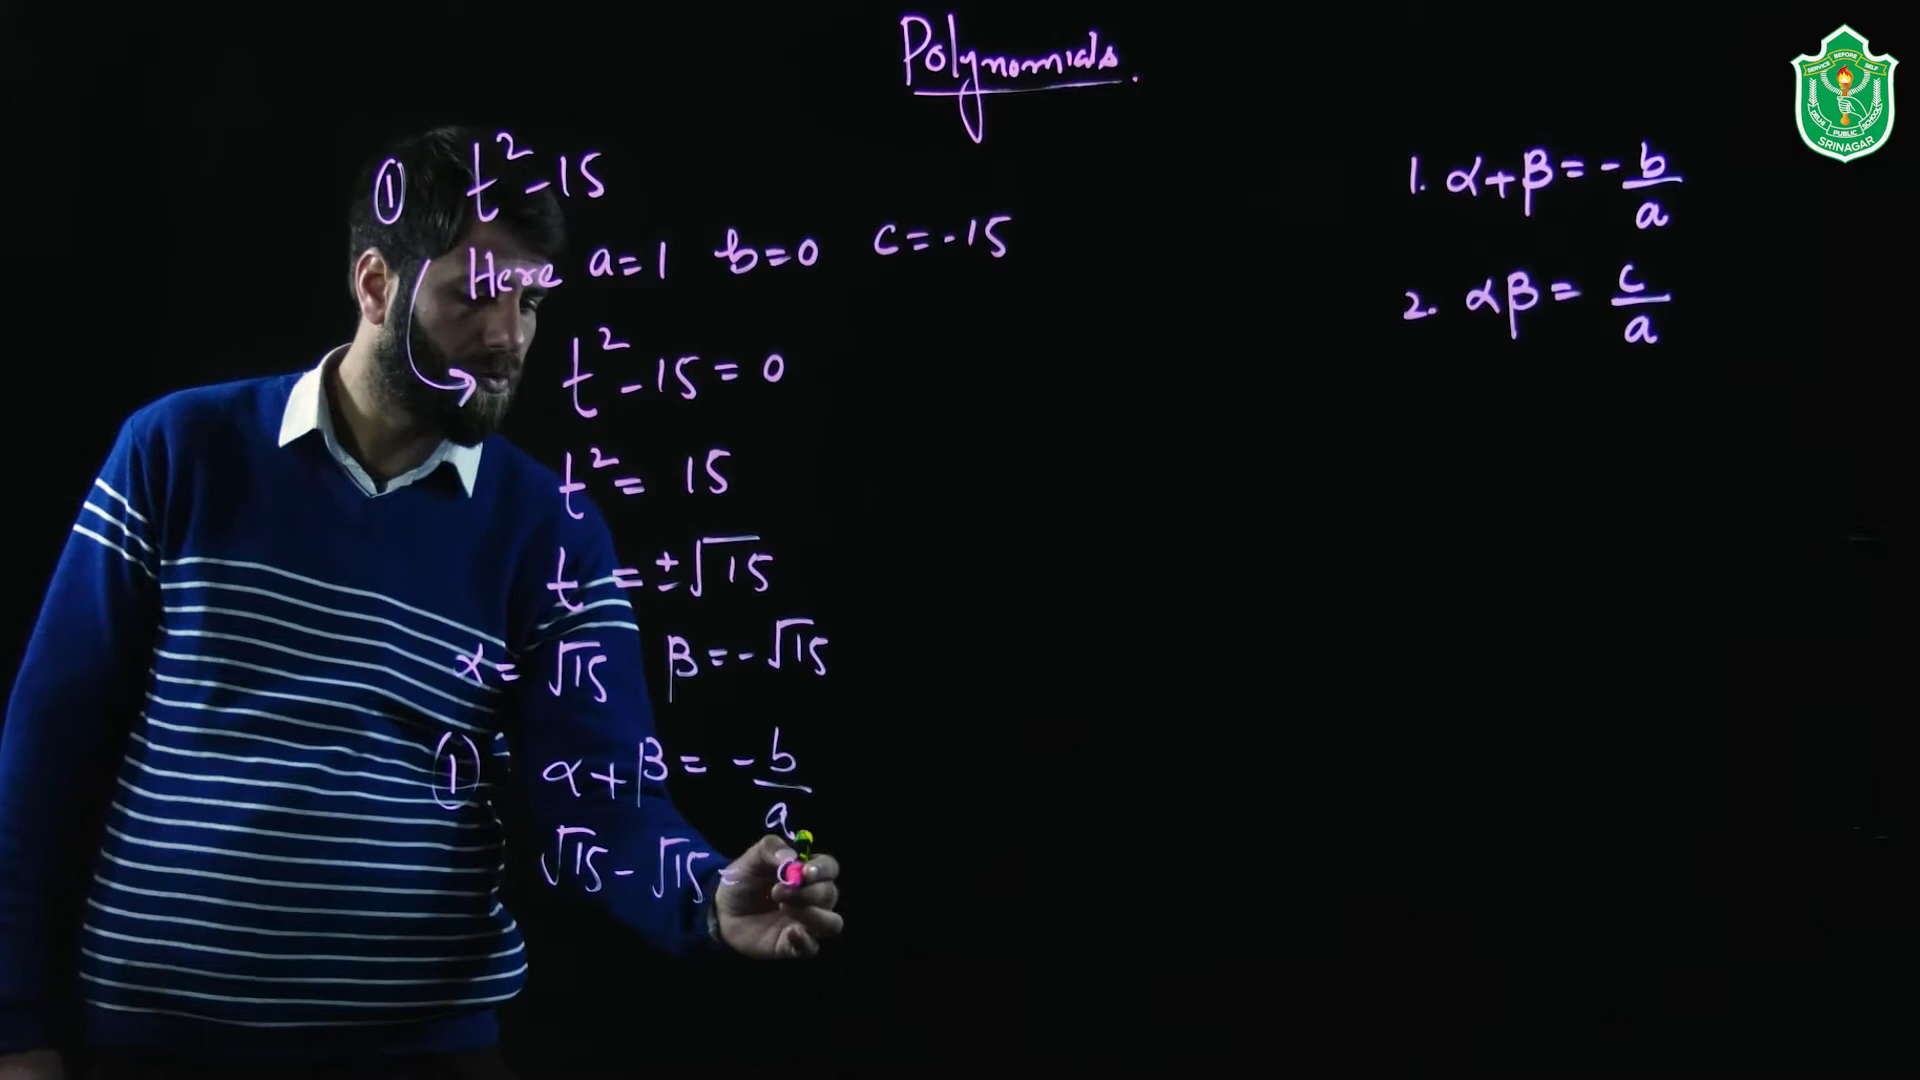 Polynomials.
① t² - 15
Here a = 1 b = 0 c = -15
t² - 15 = 0
t² = 15
t = ±√15
α = √15 β = -√15
① α + β = -b/a
√15 - √15 =
1. α + β = -b/a
2. αβ = c/a
SERVICE BEFORE SELF
DELHI PUBLIC SCHOOL
SRINAGAR